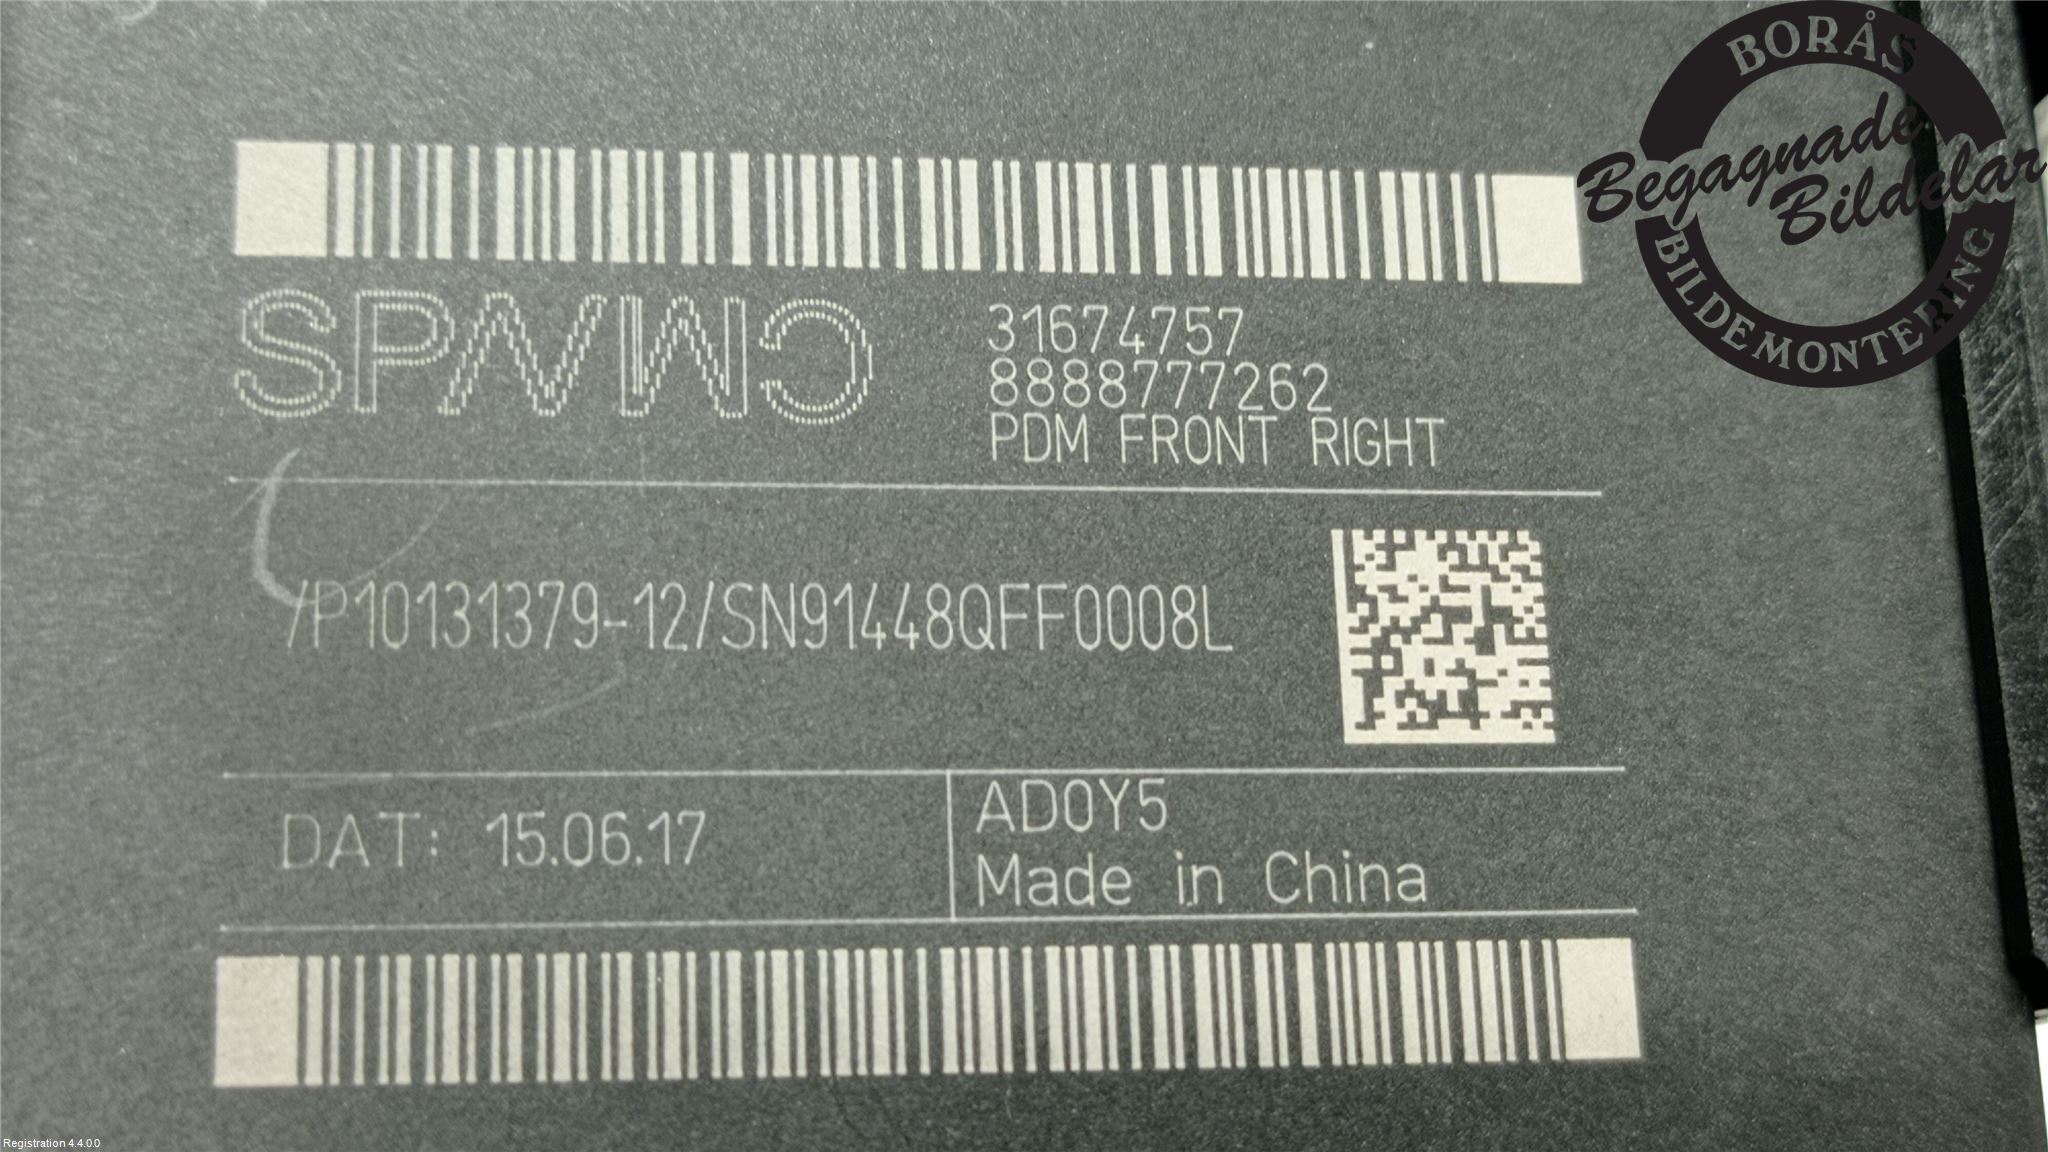 BORÅS
Begagnade
Bildelar
BILDEMONTERING
31674757
8888777262
PDM FRONT RIGHT
/P10131379-12/SN91448QFF0008L
DAT: 15.06.17
AD0Y5
Made in China
Registration 4.4.0.0